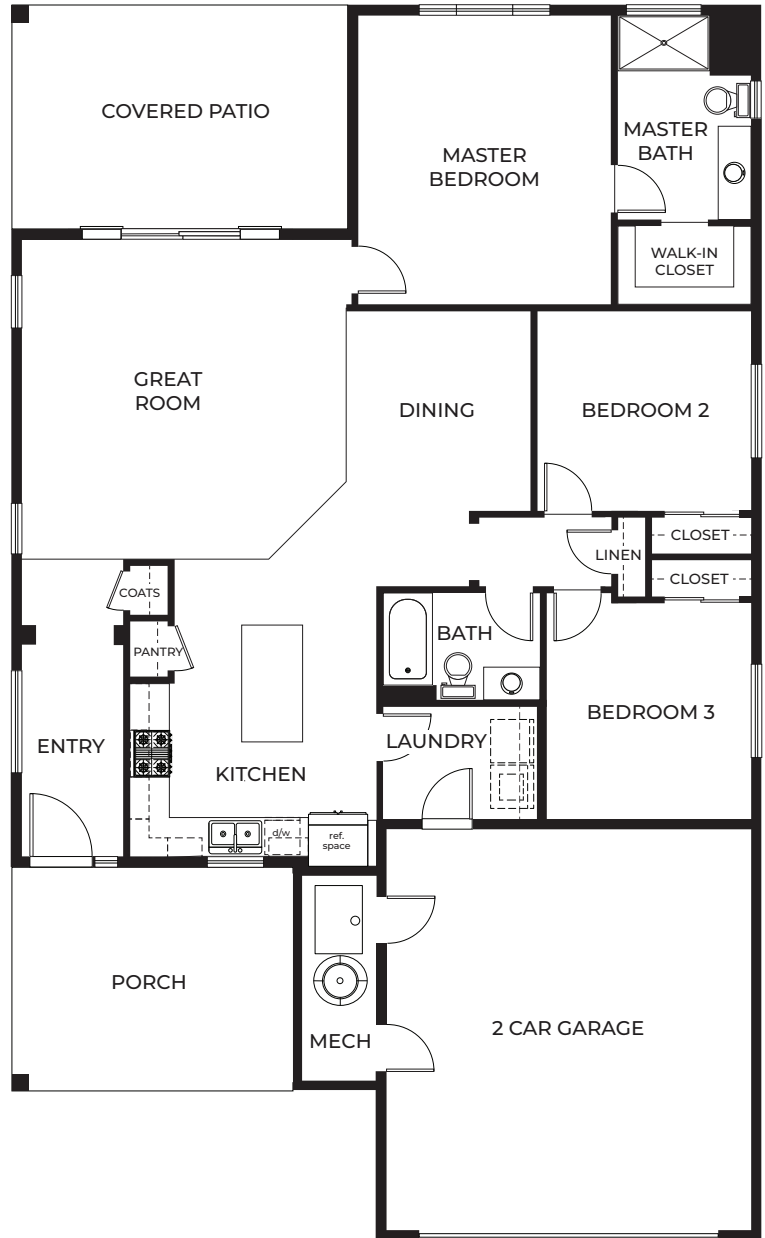 COVERED PATIO
MASTER
BEDROOM
MASTER
BATH
WALK-IN
CLOSET
GREAT
ROOM
DINING
BEDROOM 2
CLOSET
LINEN
CLOSET
COATS
BATH
PANTRY
BEDROOM 3
LAUNDRY
ENTRY
KITCHEN
d/w
ref.
space
PORCH
2 CAR GARAGE
MECH